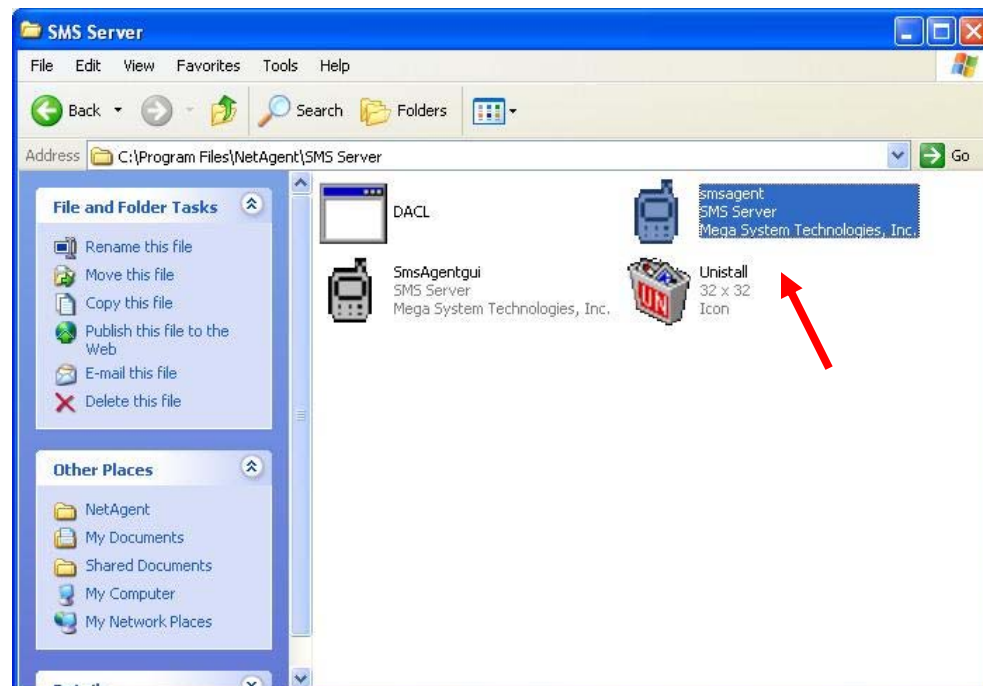 SMS Server
File Edit View Favorites Tools Help
Back Search Folders
Address C:\Program Files\NetAgent\SMS Server Go
File and Folder Tasks
Rename this file
Move this file
Copy this file
Publish this file to the
Web
E-mail this file
Delete this file
Other Places
NetAgent
My Documents
Shared Documents
My Computer
My Network Places
DACL
smsagent
SMS Server
Mega System Technologies, Inc.
SmsAgentgui
SMS Server
Mega System Technologies, Inc.
UN
Unistall
32 x 32
Icon